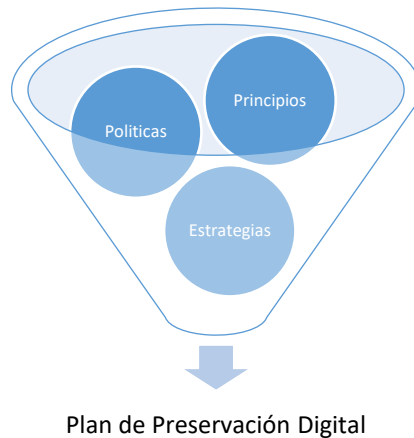 Principios
Politicas
Estrategias
Plan de Preservación Digital